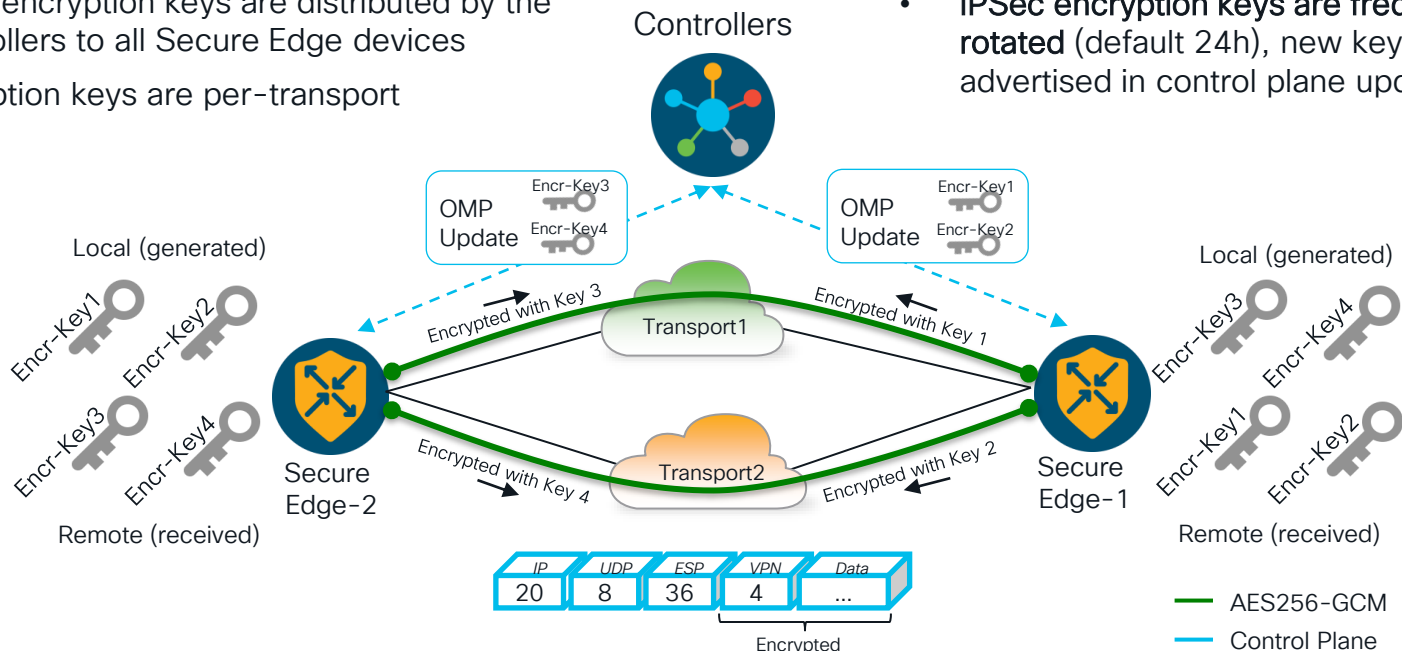 encryption keys are distributed by the
ollers to all Secure Edge devices
ption keys are per-transport
Controllers
IPSec encryption keys are fre
rotated (default 24h), new key
advertised in control plane up
OMP
Update
Encr-Key3
Encr-Key4
OMP
Update
Encr-Key1
Encr-Key2
Local (generated)
Encr-Key1
Encr-Key2
Encr-Key3
Encr-Key4
Remote (received)
Secure
Edge-2
Encrypted with Key 3
Transport1
Encrypted with Key 1
Encrypted with Key 4
Transport2
Encrypted with Key 2
Local (generated)
Encr-Key3
Encr-Key4
Encr-Key1
Encr-Key2
Remote (received)
Secure
Edge-1
IP UDP ESP VPN Data
20 8 36 4 ...
Encrypted
AES256-GCM
Control Plane